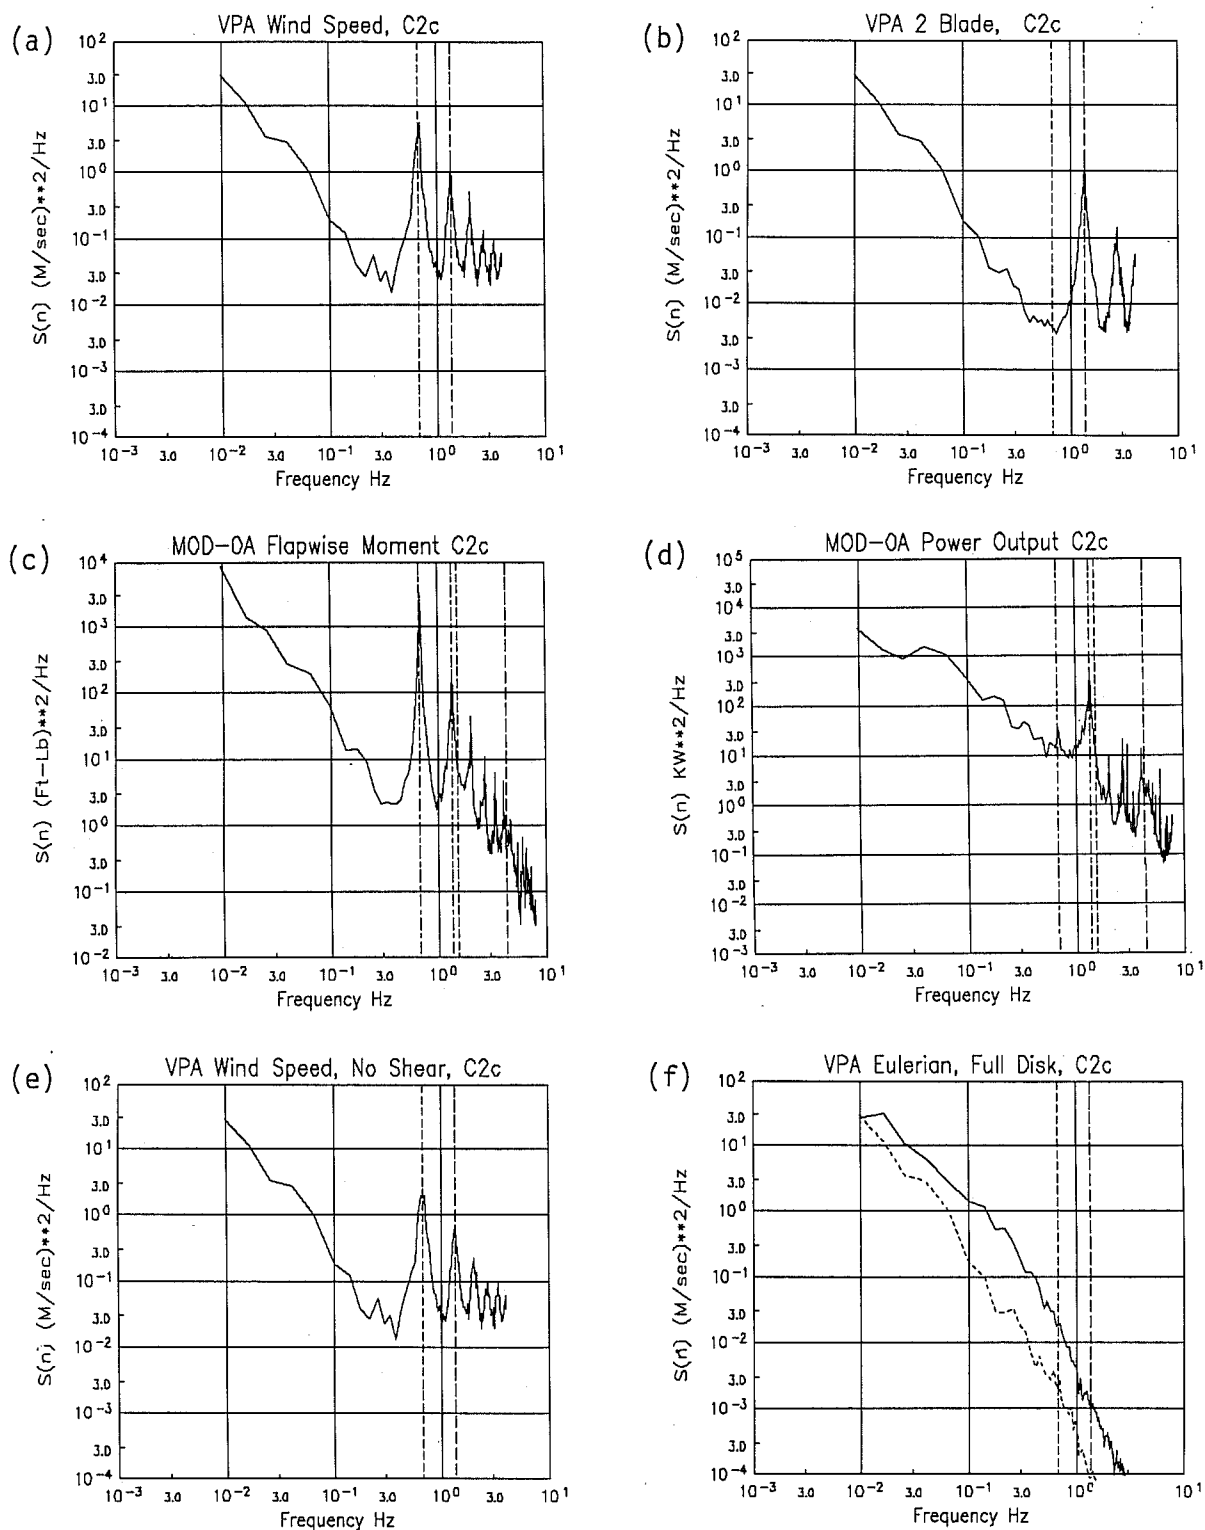 (a)
VPA Wind Speed, C2c
S(n) (M/sec)**2/Hz
10^2
3.0
10^1
3.0
10^0
3.0
10^-1
3.0
10^-2
3.0
10^-3
3.0
10^-4
10^-3 3.0 10^-2 3.0 10^-1 3.0 10^0 3.0 10^1
Frequency Hz
(b)
VPA 2 Blade, C2c
S(n) (M/sec)**2/Hz
10^2
3.0
10^1
3.0
10^0
3.0
10^-1
3.0
10^-2
3.0
10^-3
3.0
10^-4
10^-3 3.0 10^-2 3.0 10^-1 3.0 10^0 3.0 10^1
Frequency Hz
(c)
MOD-0A Flapwise Moment C2c
S(n) (Ft-Lb)**2/Hz
10^4
3.0
10^3
3.0
10^2
3.0
10^1
3.0
10^0
3.0
10^-1
3.0
10^-2
10^-3 3.0 10^-2 3.0 10^-1 3.0 10^0 3.0 10^1
Frequency Hz
(d)
MOD-0A Power Output C2c
S(n) KW**2/Hz
10^5
3.0
10^4
3.0
10^3
3.0
10^2
3.0
10^1
3.0
10^0
3.0
10^-1
3.0
10^-2
3.0
10^-3
10^-3 3.0 10^-2 3.0 10^-1 3.0 10^0 3.0 10^1
Frequency Hz
(e)
VPA Wind Speed, No Shear, C2c
S(n) (M/sec)**2/Hz
10^2
3.0
10^1
3.0
10^0
3.0
10^-1
3.0
10^-2
3.0
10^-3
3.0
10^-4
10^-3 3.0 10^-2 3.0 10^-1 3.0 10^0 3.0 10^1
Frequency Hz
(f)
VPA Eulerian, Full Disk, C2c
S(n) (M/sec)**2/Hz
10^2
3.0
10^1
3.0
10^0
3.0
10^-1
3.0
10^-2
3.0
10^-3
3.0
10^-4
10^-3 3.0 10^-2 3.0 10^-1 3.0 10^0 3.0 10^1
Frequency Hz